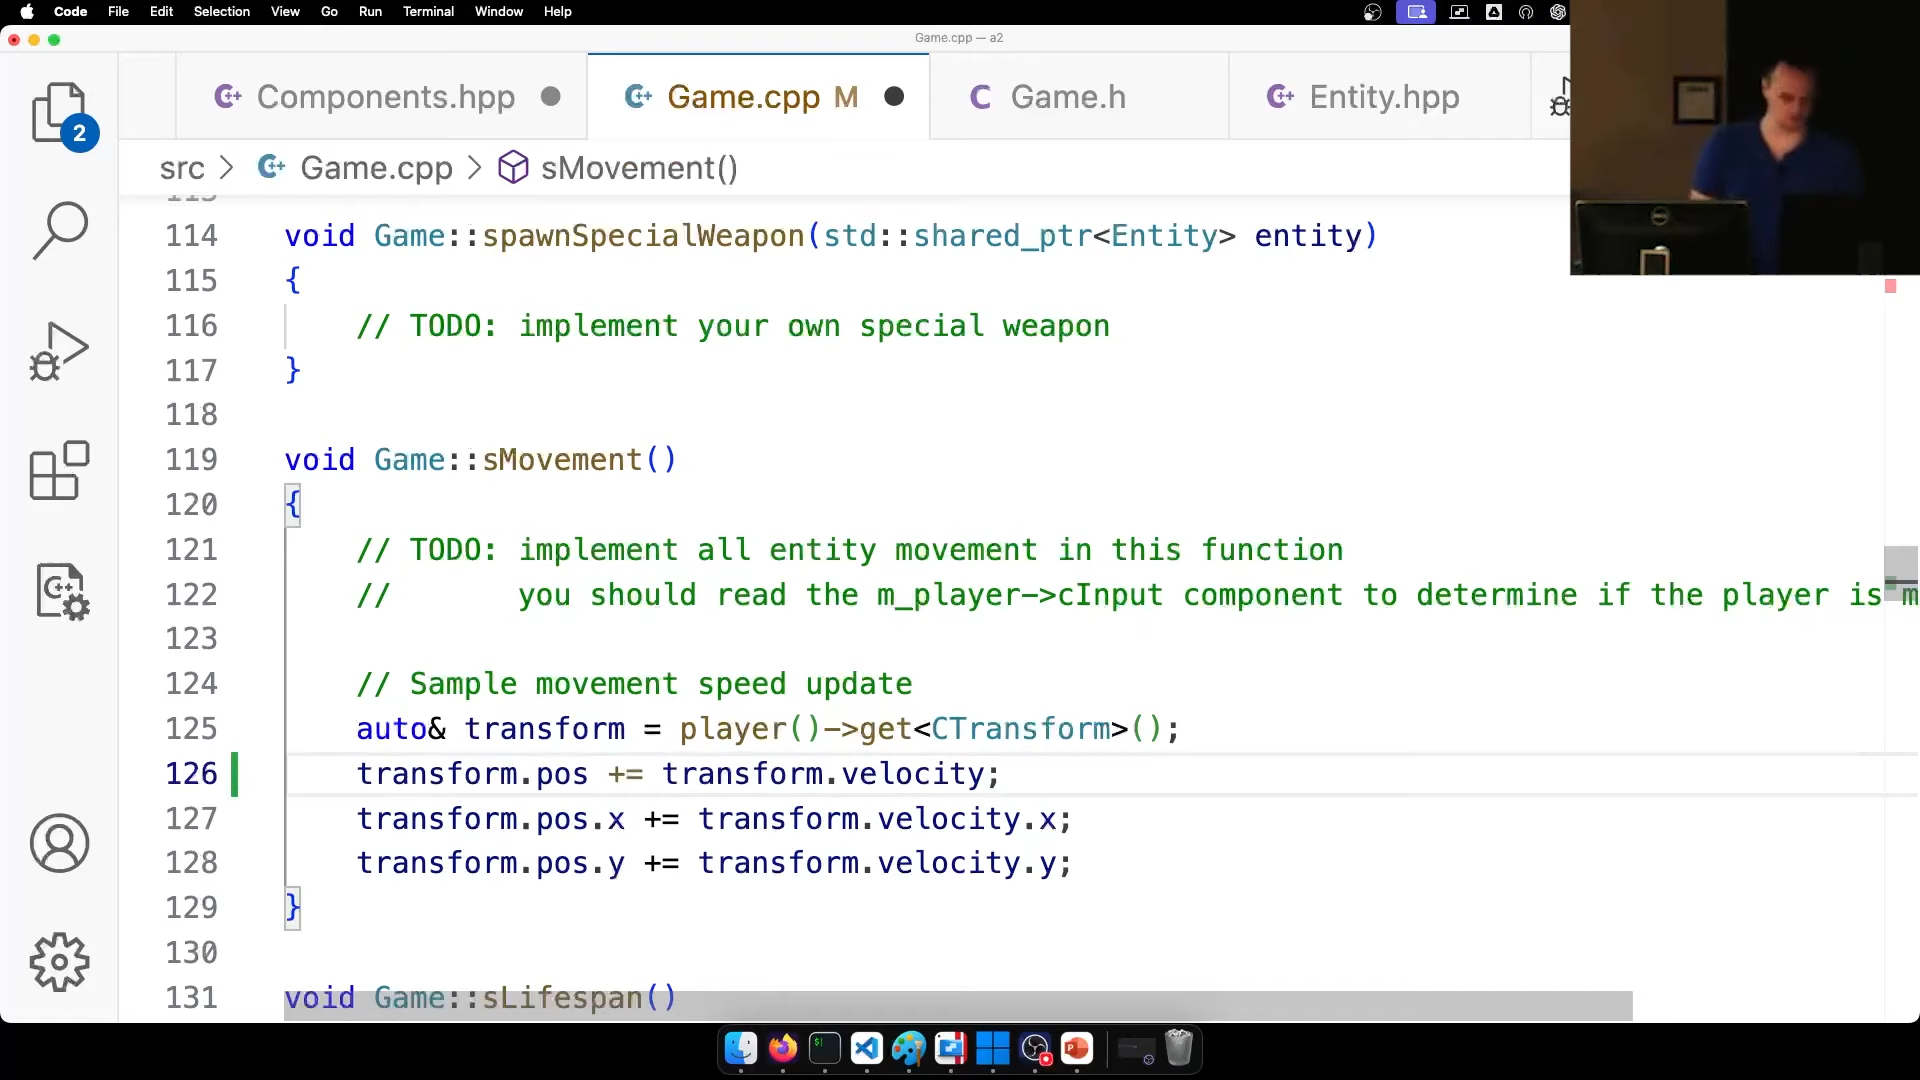 Code File Edit Selection View Go Run Terminal Window Help
Game.cpp — a2
Components.hpp
Game.cpp M
Game.h
Entity.hpp
2
src > Game.cpp > sMovement()
114 void Game::spawnSpecialWeapon(std::shared_ptr<Entity> entity)
115 {
116 // TODO: implement your own special weapon
117 }
118
119 void Game::sMovement()
120 {
121 // TODO: implement all entity movement in this function
122 // you should read the m_player->cInput component to determine if the player is m
123
124 // Sample movement speed update
125 auto& transform = player()->get<CTransform>();
126 transform.pos += transform.velocity;
127 transform.pos.x += transform.velocity.x;
128 transform.pos.y += transform.velocity.y;
129 }
130
131 void Game::sLifespan()